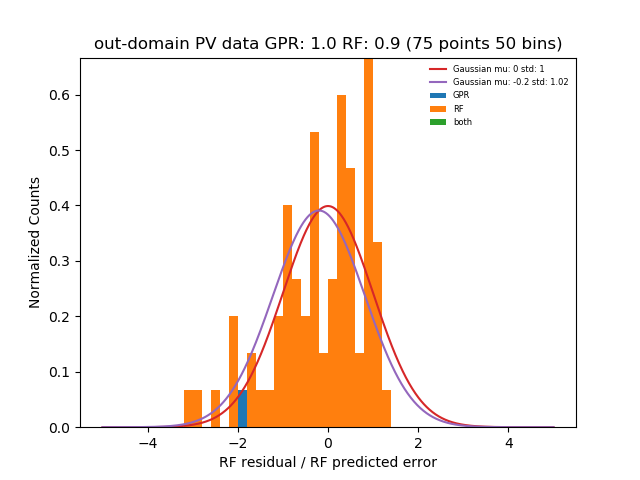 out-domain PV data GPR: 1.0 RF: 0.9 (75 points 50 bins)
Gaussian mu: 0 std: 1
Gaussian mu: -0.2 std: 1.02
GPR
RF
both
Normalized Counts
0.6
0.5
0.4
0.3
0.2
0.1
0.0
−4 −2 0 2 4
RF residual / RF predicted error